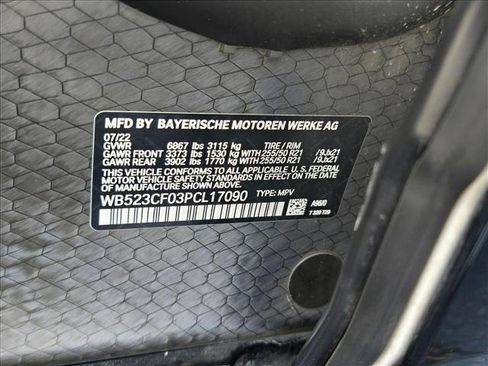 MFD BY BAYERISCHE MOTOREN WERKE AG
07/22
GVWR 6867 lbs 3115 kg TIRE / RIM
GAWR FRONT 3373 lbs 1530 kg WITH 255/50 R21 /9Jx21
GAWR REAR 3902 lbs 1770 kg WITH 255/50 R21 /9Jx21
THIS VEHICLE CONFORMS TO ALL APPLICABLE U. S. FEDERAL
MOTOR VEHICLE SAFETY STANDARDS IN EFFECT ON THE
DATE OF MANUFACTURE SHOWN ABOVE.
WB523CF03PCL17090 TYPE: MPV
A96/0